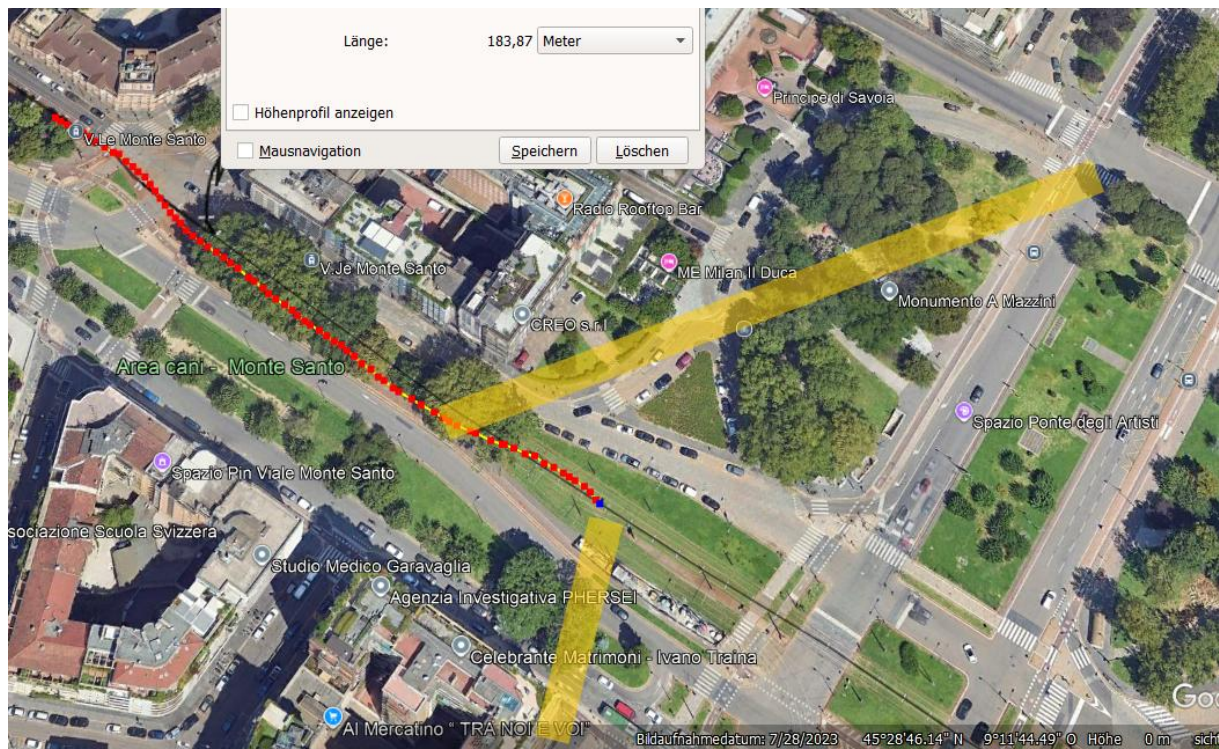 Länge: 183,87 Meter
Höhenprofil anzeigen
Mausnavigation Speichern Löschen
Principe di Savoia
V.Le Monte Santo
Radio Rooftop Bar
V.Je Monte Santo
ME Milan Il Duca
Monumento A Mazzini
CREO s.r.l
Area cani - Monte Santo
Spazio Ponte degli Artisti
Spazio Pin Viale Monte Santo
sociazione Scuola Svizzera
Studio Medico Garavaglia
Agenzia Investigativa PHERSEI
Celebrante Matrimoni - Ivano Traina
Goo
Al Mercatino " TRA NOI E VOI"
Bildaufnahmedatum: 7/28/2023 45°28'46.14" N 9°11'44.49" O Höhe 0 m sicht